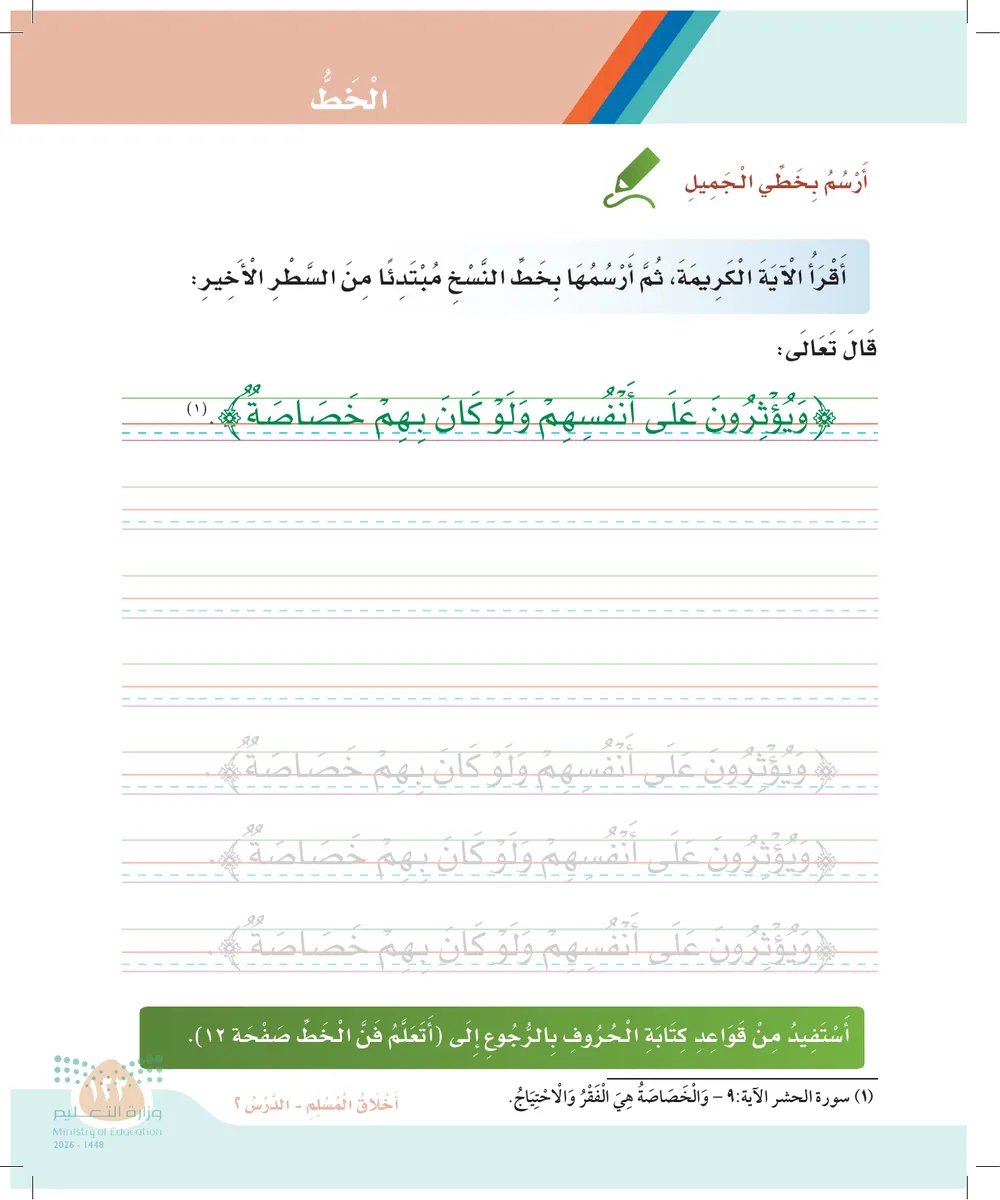 الْخَطُّ
أَرْسُمُ بِخَطِّي الْجَمِيلِ
أَقْرَأُ الْآيَةَ الْكَرِيمَةَ، ثُمَّ أَرْسُمُهَا بِخَطِّ النَّسْخِ مُبْتَدِئًا مِنَ السَّطْرِ الْأَخِيرِ:
قَالَ تَعَالَى:
﴿وَيُؤْثِرُونَ عَلَى أَنْفُسِهِمْ وَلَوْ كَانَ بِهِمْ خَصَاصَةٌ﴾. (١)
﴿وَيُؤْثِرُونَ عَلَى أَنْفُسِهِمْ وَلَوْ كَانَ بِهِمْ خَصَاصَةٌ﴾.
﴿وَيُؤْثِرُونَ عَلَى أَنْفُسِهِمْ وَلَوْ كَانَ بِهِمْ خَصَاصَةٌ﴾.
﴿وَيُؤْثِرُونَ عَلَى أَنْفُسِهِمْ وَلَوْ كَانَ بِهِمْ خَصَاصَةٌ﴾.
أَسْتَفِيدُ مِنْ قَوَاعِدِ كِتَابَةِ الْحُرُوفِ بِالرُّجُوعِ إِلَى (أَتَعَلَّمُ فَنَّ الْخَطِّ صَفْحَة ١٢).
(١) سورة الحشر الآية:٩ – وَالْخَصَاصَةُ هِيَ الْفَقْرُ وَالْاحْتِيَاجُ.
أَخْلَاقُ الْمُسْلِمِ - الدَّرْسُ ٢
١٤٣
وزارة التعليم
Ministry of Education
2026 - 1448